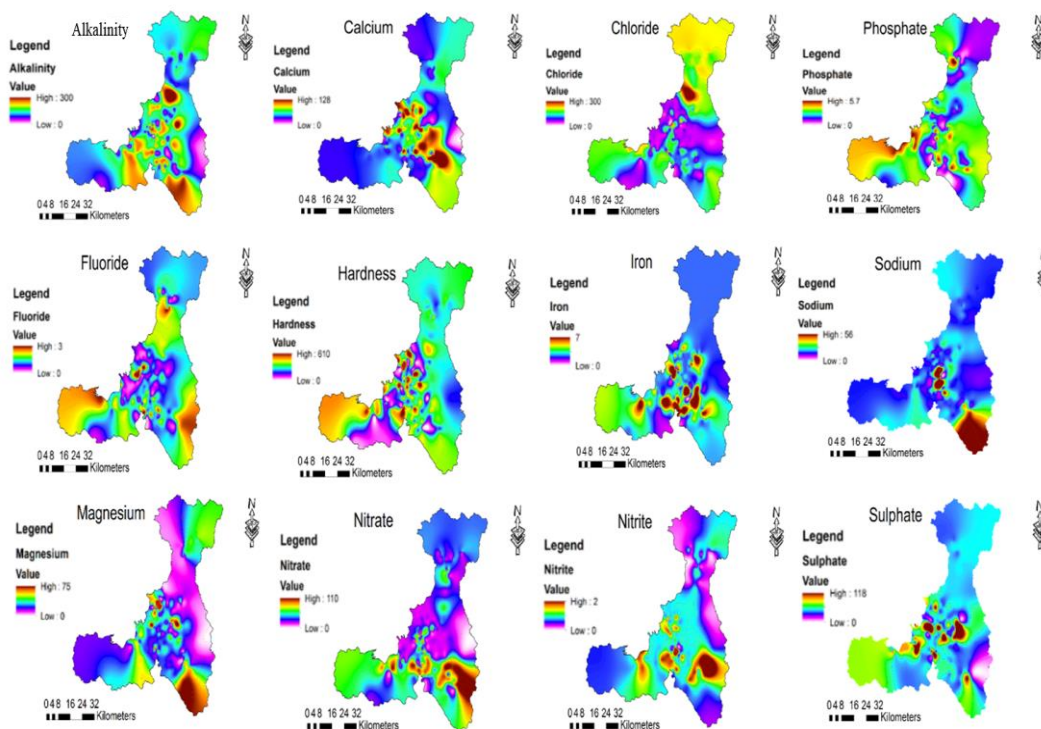 Alkalinity
N
Legend
Alkalinity
Value
High : 300
Low : 0
0 4 8 16 24 32
Kilometers
Calcium
N
Legend
Calcium
Value
High : 128
Low : 0
0 4 8 16 24 32
Kilometers
Chloride
N
Legend
Chloride
Value
High : 300
Low : 0
0 4 8 16 24 32
Kilometers
Phosphate
N
Legend
Phosphate
Value
High : 5.7
Low : 0
0 4 8 16 24 32
Kilometers
Fluoride
N
Legend
Fluoride
Value
High : 3
Low : 0
0 4 8 16 24 32
Kilometers
Hardness
N
Legend
Hardness
Value
High : 610
Low : 0
0 4 8 16 24 32
Kilometers
Iron
N
Legend
Iron
Value
7
Low : 0
0 4 8 16 24 32
Kilometers
Sodium
N
Legend
Sodium
Value
High : 56
Low : 0
0 4 8 16 24 32
Kilometers
Magnesium
N
Legend
Magnesium
Value
High : 75
Low : 0
0 4 8 16 24 32
Kilometers
Nitrate
N
Legend
Nitrate
Value
High : 110
Low : 0
0 4 8 16 24 32
Kilometers
Nitrite
N
Legend
Nitrite
Value
High : 2
Low : 0
0 4 8 16 24 32
Kilometers
Sulphate
N
Legend
Sulphate
Value
High : 118
Low : 0
0 4 8 16 24 32
Kilometers